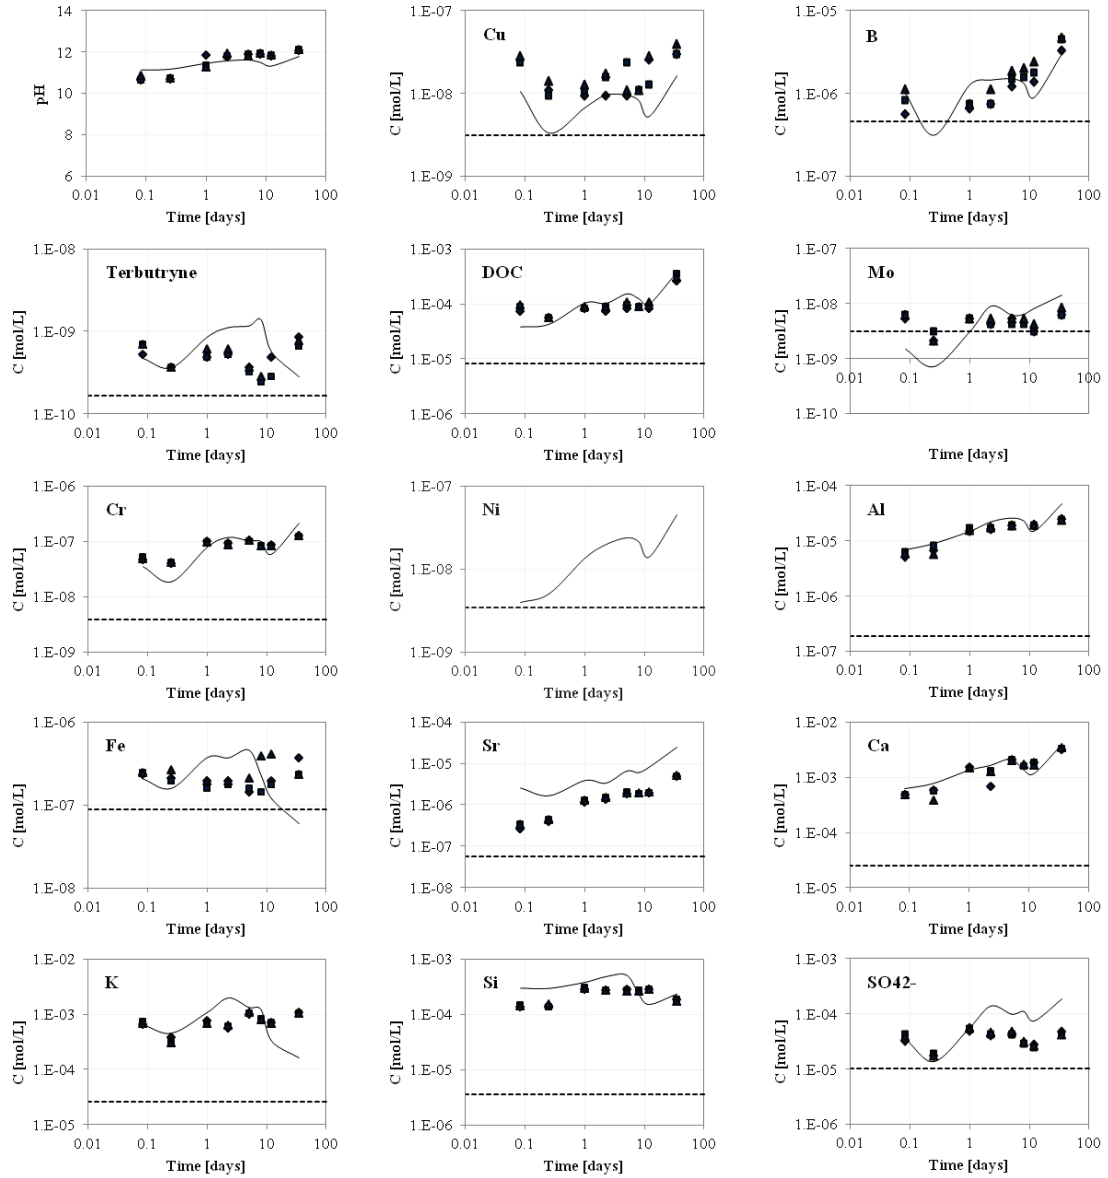 14
12
10
8
6
pH
0.01 0.1 1 10 100
Time [days]
Cu
1.E-07
1.E-08
1.E-09
C [mol/L]
0.01 0.1 1 10 100
Time [days]
B
1.E-05
1.E-06
1.E-07
C [mol/L]
0.01 0.1 1 10 100
Time [days]
Terbutryne
1.E-08
1.E-09
1.E-10
C [mol/L]
0.01 0.1 1 10 100
Time [days]
DOC
1.E-03
1.E-04
1.E-05
1.E-06
C [mol/L]
0.01 0.1 1 10 100
Time [days]
Mo
1.E-07
1.E-08
1.E-09
1.E-10
C [mol/L]
0.01 0.1 1 10 100
Time [days]
Cr
1.E-06
1.E-07
1.E-08
1.E-09
C [mol/L]
0.01 0.1 1 10 100
Time [days]
Ni
1.E-07
1.E-08
1.E-09
C [mol/L]
0.01 0.1 1 10 100
Time [days]
Al
1.E-04
1.E-05
1.E-06
1.E-07
C [mol/L]
0.01 0.1 1 10 100
Time [days]
Fe
1.E-06
1.E-07
1.E-08
C [mol/L]
0.01 0.1 1 10 100
Time [days]
Sr
1.E-04
1.E-05
1.E-06
1.E-07
1.E-08
C [mol/L]
0.01 0.1 1 10 100
Time [days]
Ca
1.E-02
1.E-03
1.E-04
1.E-05
C [mol/L]
0.01 0.1 1 10 100
Time [days]
K
1.E-02
1.E-03
1.E-04
1.E-05
C [mol/L]
0.01 0.1 1 10 100
Time [days]
Si
1.E-03
1.E-04
1.E-05
1.E-06
C [mol/L]
0.01 0.1 1 10 100
Time [days]
SO42-
1.E-03
1.E-04
1.E-05
1.E-06
C [mol/L]
0.01 0.1 1 10 100
Time [days]